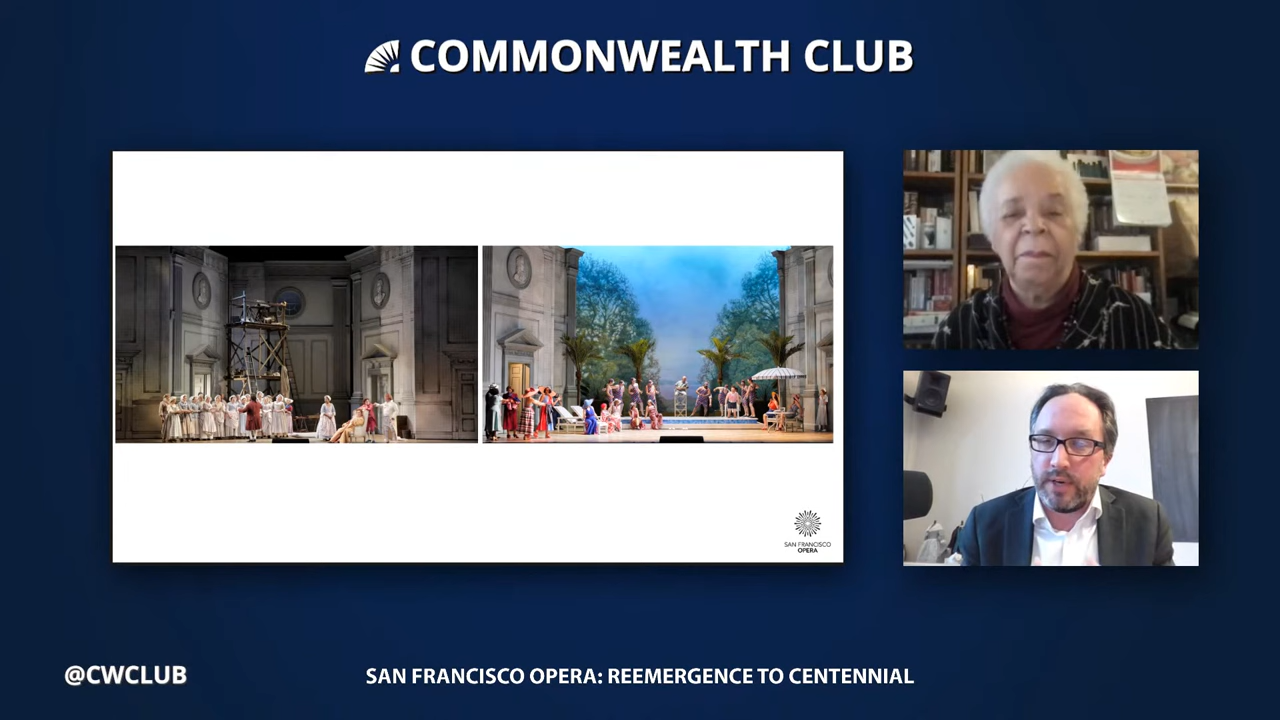 COMMONWEALTH CLUB
SAN FRANCISCO
OPERA
@CWCLUB
SAN FRANCISCO OPERA: REEMERGENCE TO CENTENNIAL